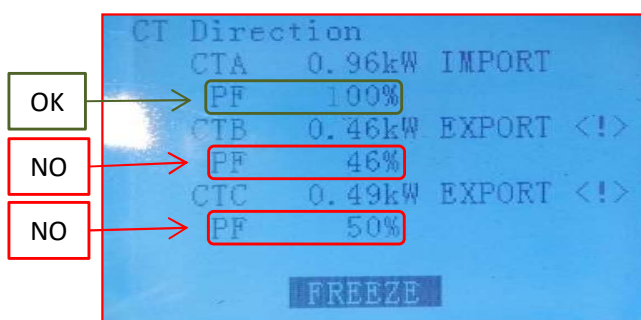 CT Direction
CTA 0.96kW IMPORT
OK
PF 100%
CTB 0.46kW EXPORT <!>
NO
PF 46%
CTC 0.49kW EXPORT <!>
NO
PF 50%
FREEZE